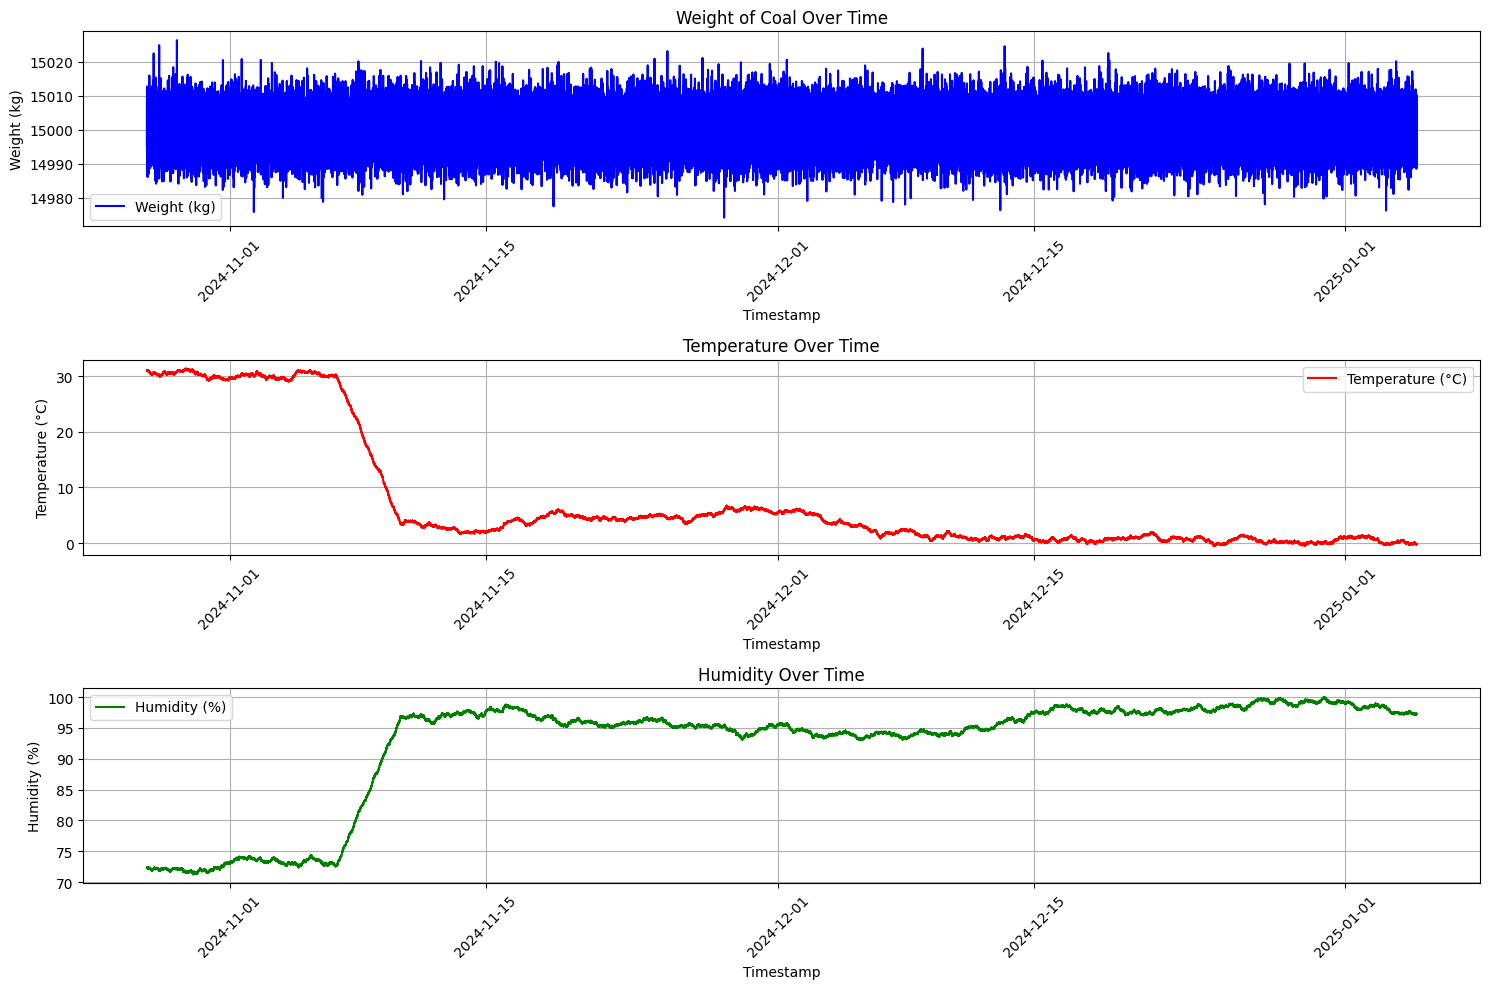 Weight of Coal Over Time
Weight (kg)
15020
15010
15000
14990
14980
Weight (kg)
2024-11-01
2024-11-15
2024-12-01
2024-12-15
2025-01-01
Timestamp
Temperature Over Time
Temperature (°C)
30
20
10
0
Temperature (°C)
2024-11-01
2024-11-15
2024-12-01
2024-12-15
2025-01-01
Timestamp
Humidity Over Time
Humidity (%)
100
95
90
85
80
75
70
Humidity (%)
2024-11-01
2024-11-15
2024-12-01
2024-12-15
2025-01-01
Timestamp